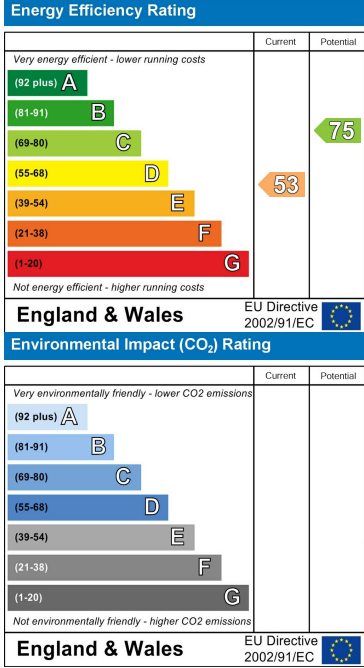 Energy Efficiency Rating
Current Potential
Very energy efficient - lower running costs
(92 plus) A
(81-91) B
(69-80) C
(55-68) D
(39-54) E
(21-38) F
(1-20) G
53
75
Not energy efficient - higher running costs
England & Wales
EU Directive
2002/91/EC
Environmental Impact (CO₂) Rating
Current Potential
Very environmentally friendly - lower CO2 emissions
(92 plus) A
(81-91) B
(69-80) C
(55-68) D
(39-54) E
(21-38) F
(1-20) G
Not environmentally friendly - higher CO2 emissions
England & Wales
EU Directive
2002/91/EC